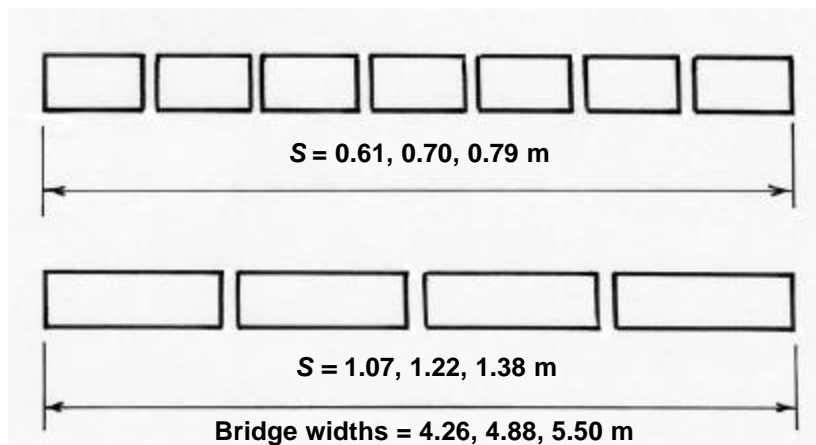 S = 0.61, 0.70, 0.79 m
S = 1.07, 1.22, 1.38 m
Bridge widths = 4.26, 4.88, 5.50 m